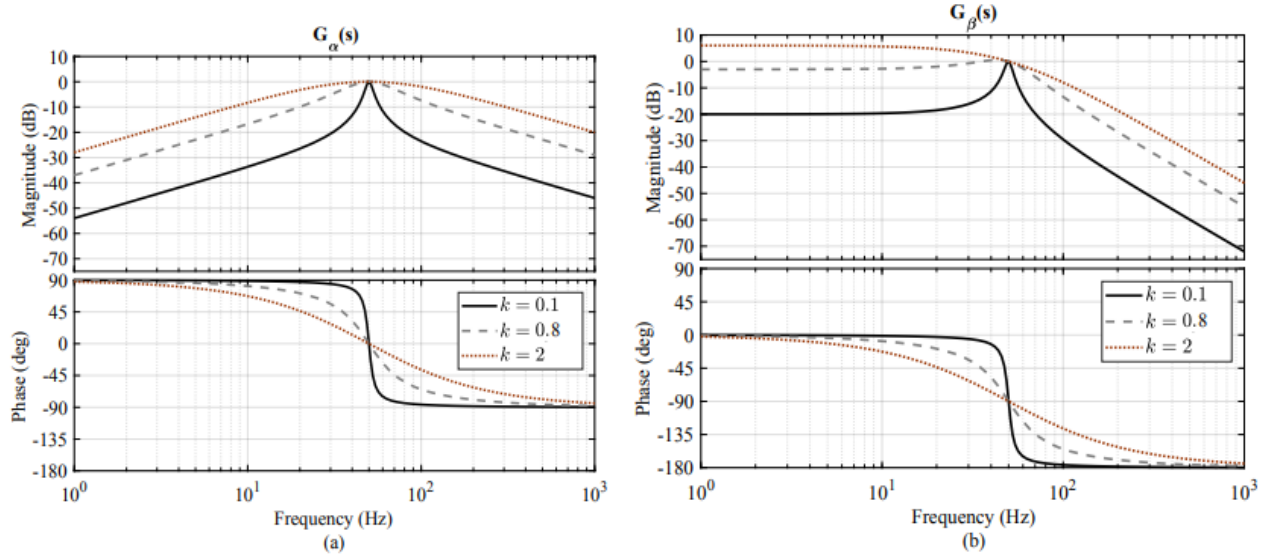 G_α(s)
10
0
-10
-20
-30
-40
-50
-60
-70
Magnitude (dB)
90
45
0
-45
-90
-135
-180
Phase (deg)
k = 0.1
k = 0.8
k = 2
10^0
10^1
10^2
10^3
Frequency (Hz)
(a)
G_β(s)
10
0
-10
-20
-30
-40
-50
-60
-70
Magnitude (dB)
90
45
0
-45
-90
-135
-180
Phase (deg)
k = 0.1
k = 0.8
k = 2
10^0
10^1
10^2
10^3
Frequency (Hz)
(b)